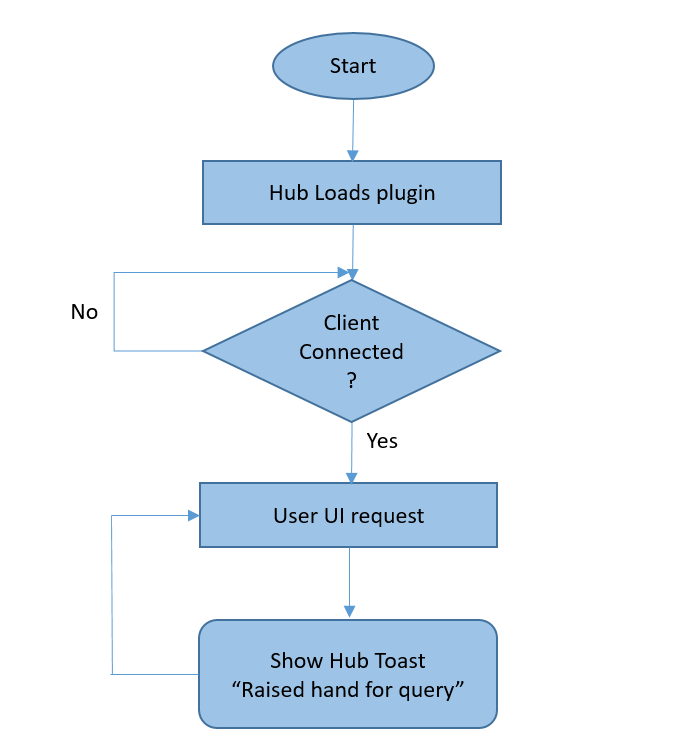 Start
Hub Loads plugin
No
Client
Connected
?
Yes
User UI request
Show Hub Toast
“Raised hand for query”